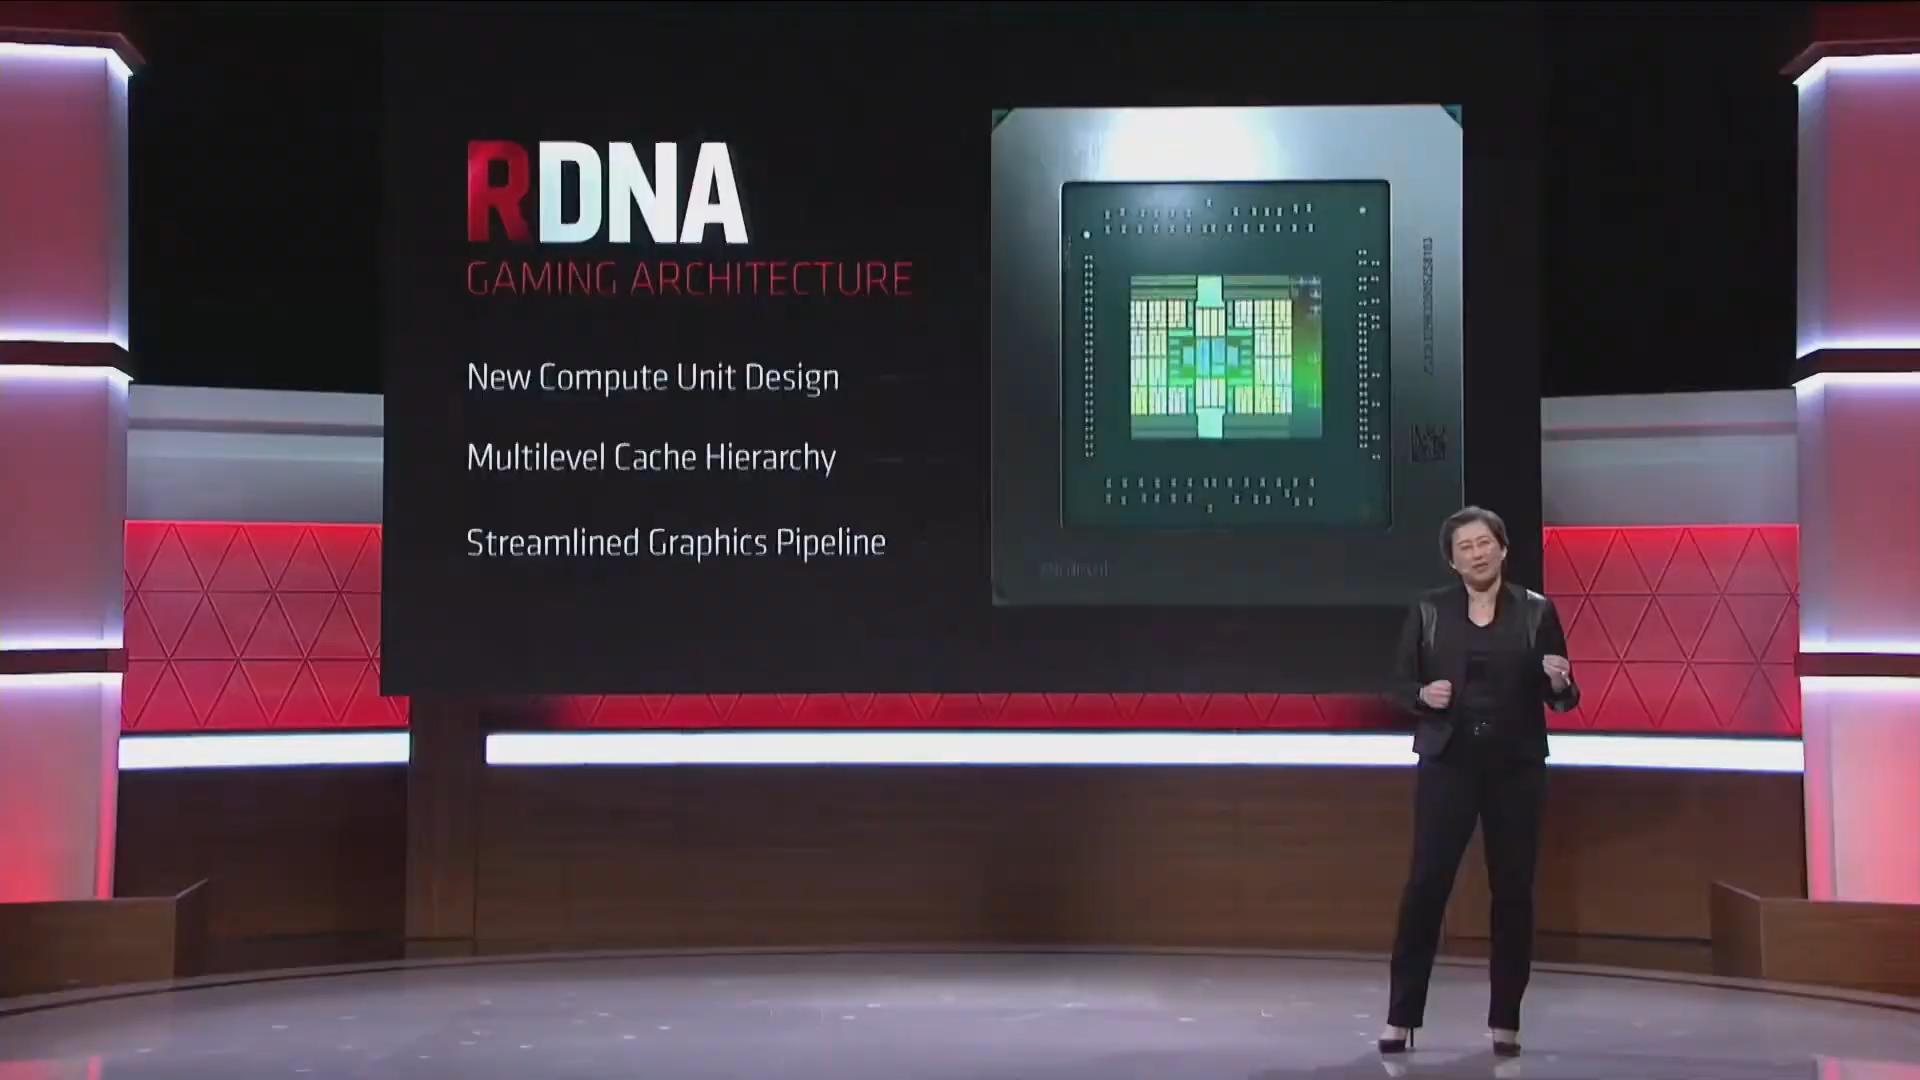 RDNA
GAMING ARCHITECTURE
New Compute Unit Design
Multilevel Cache Hierarchy
Streamlined Graphics Pipeline